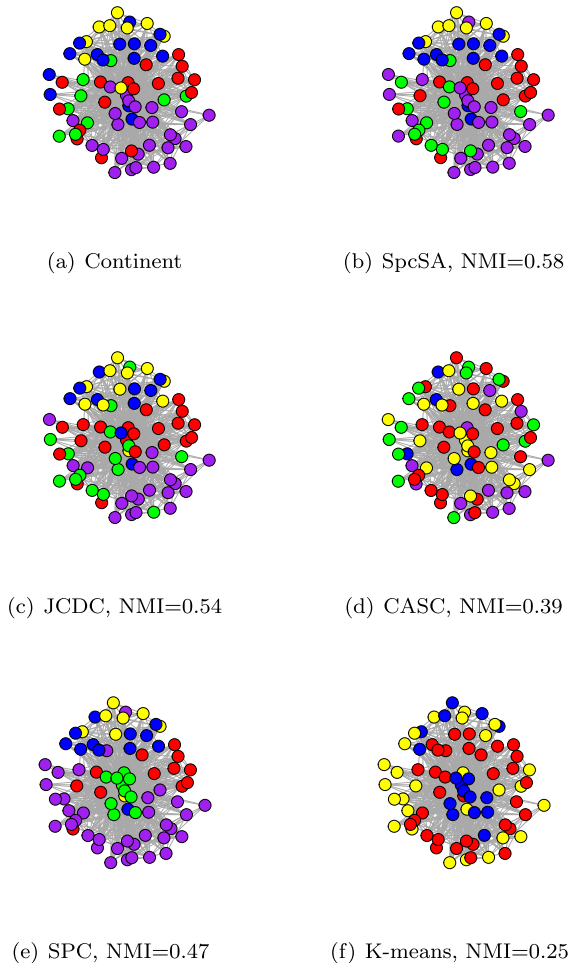 (a) Continent
(b) SpcSA, NMI=0.58
(c) JCDC, NMI=0.54
(d) CASC, NMI=0.39
(e) SPC, NMI=0.47
(f) K-means, NMI=0.25